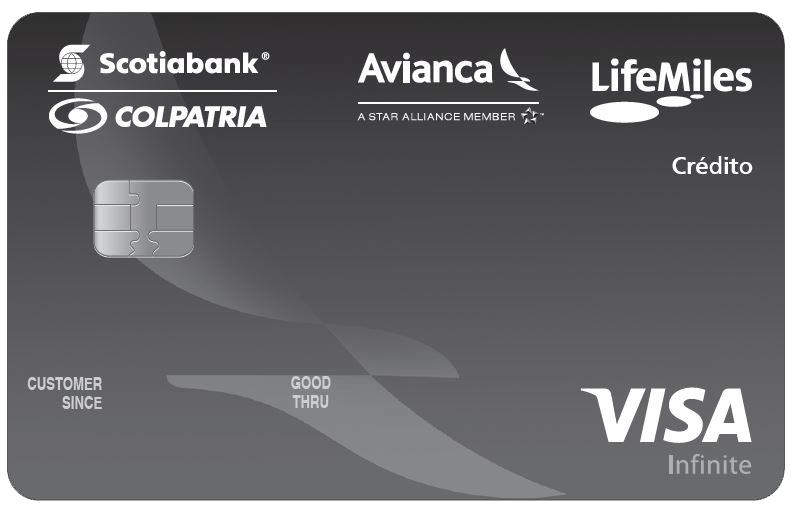 Scotiabank®
COLPATRIA
Avianca
A STAR ALLIANCE MEMBER
LifeMiles
Crédito
CUSTOMER
SINCE
GOOD
THRU
VISA
Infinite